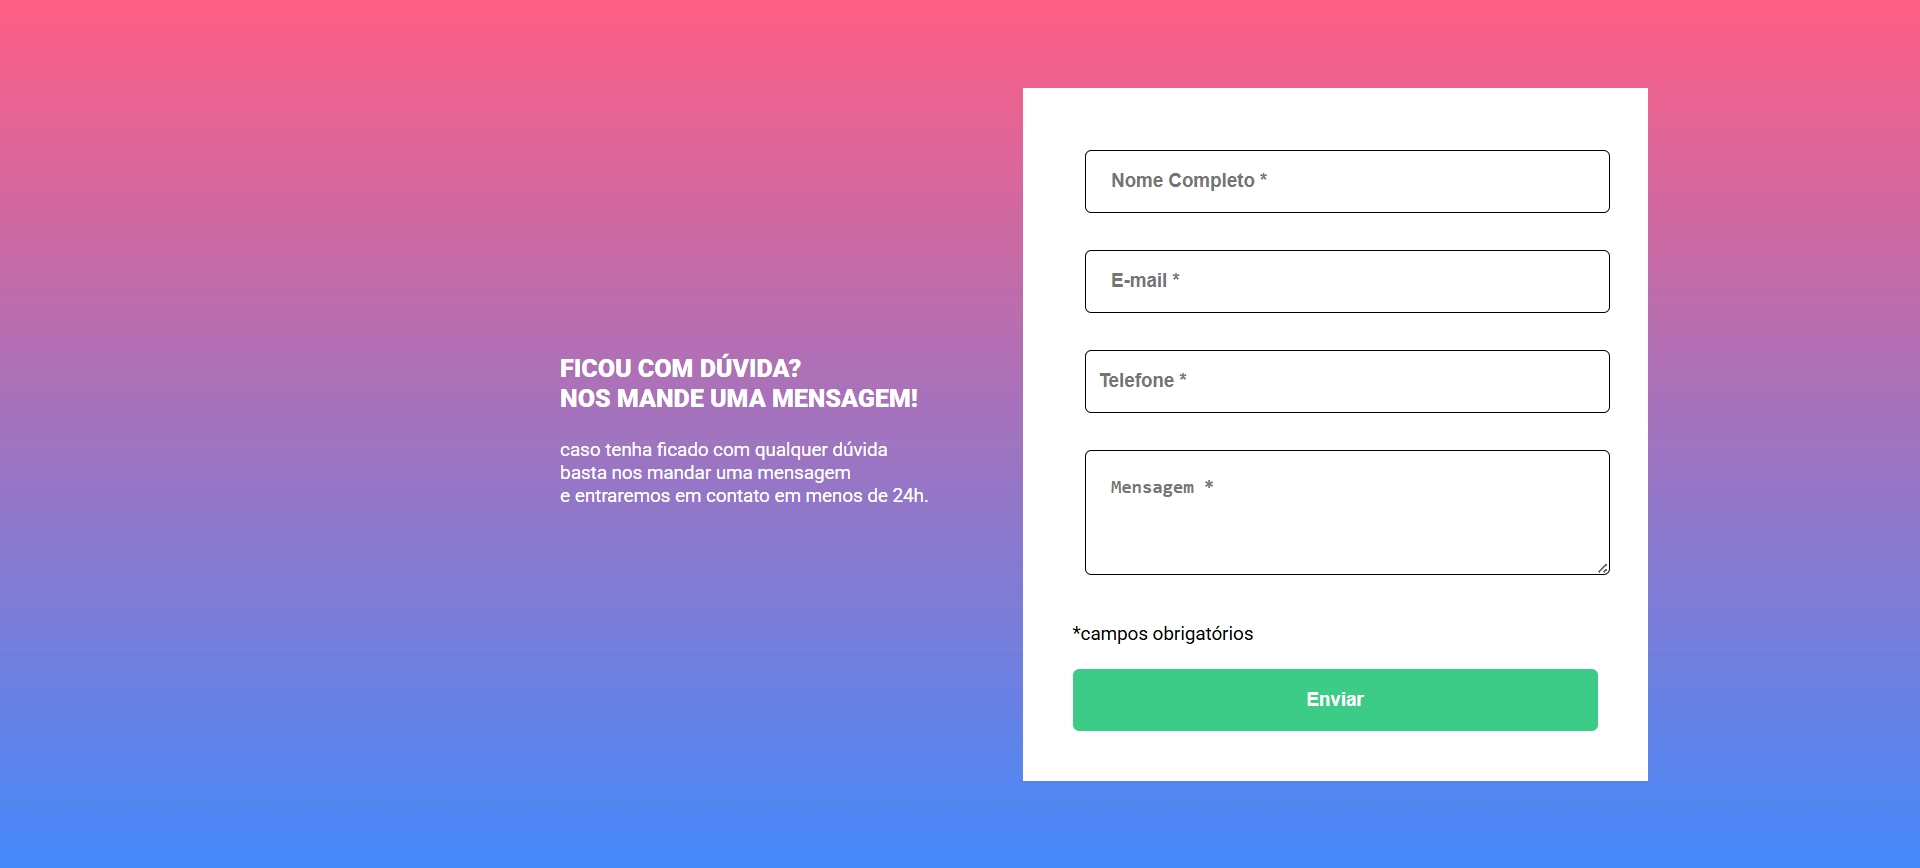 FICOU COM DÚVIDA?
NOS MANDE UMA MENSAGEM!
caso tenha ficado com qualquer dúvida
basta nos mandar uma mensagem
e entraremos em contato em menos de 24h.
Nome Completo *
E-mail *
Telefone *
Mensagem *
*campos obrigatórios
Enviar